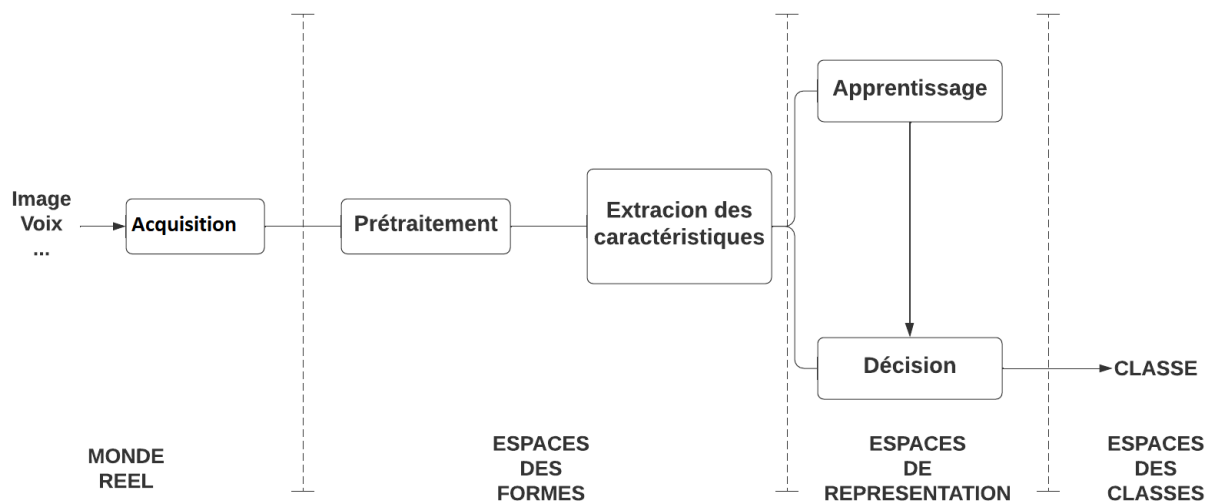 Image
Voix
...
Acquisition
Prétraitement
Extracion des
caractéristiques
Apprentissage
Décision
CLASSE
MONDE
REEL
ESPACES
DES
FORMES
ESPACES
DE
REPRESENTATION
ESPACES
DES
CLASSES